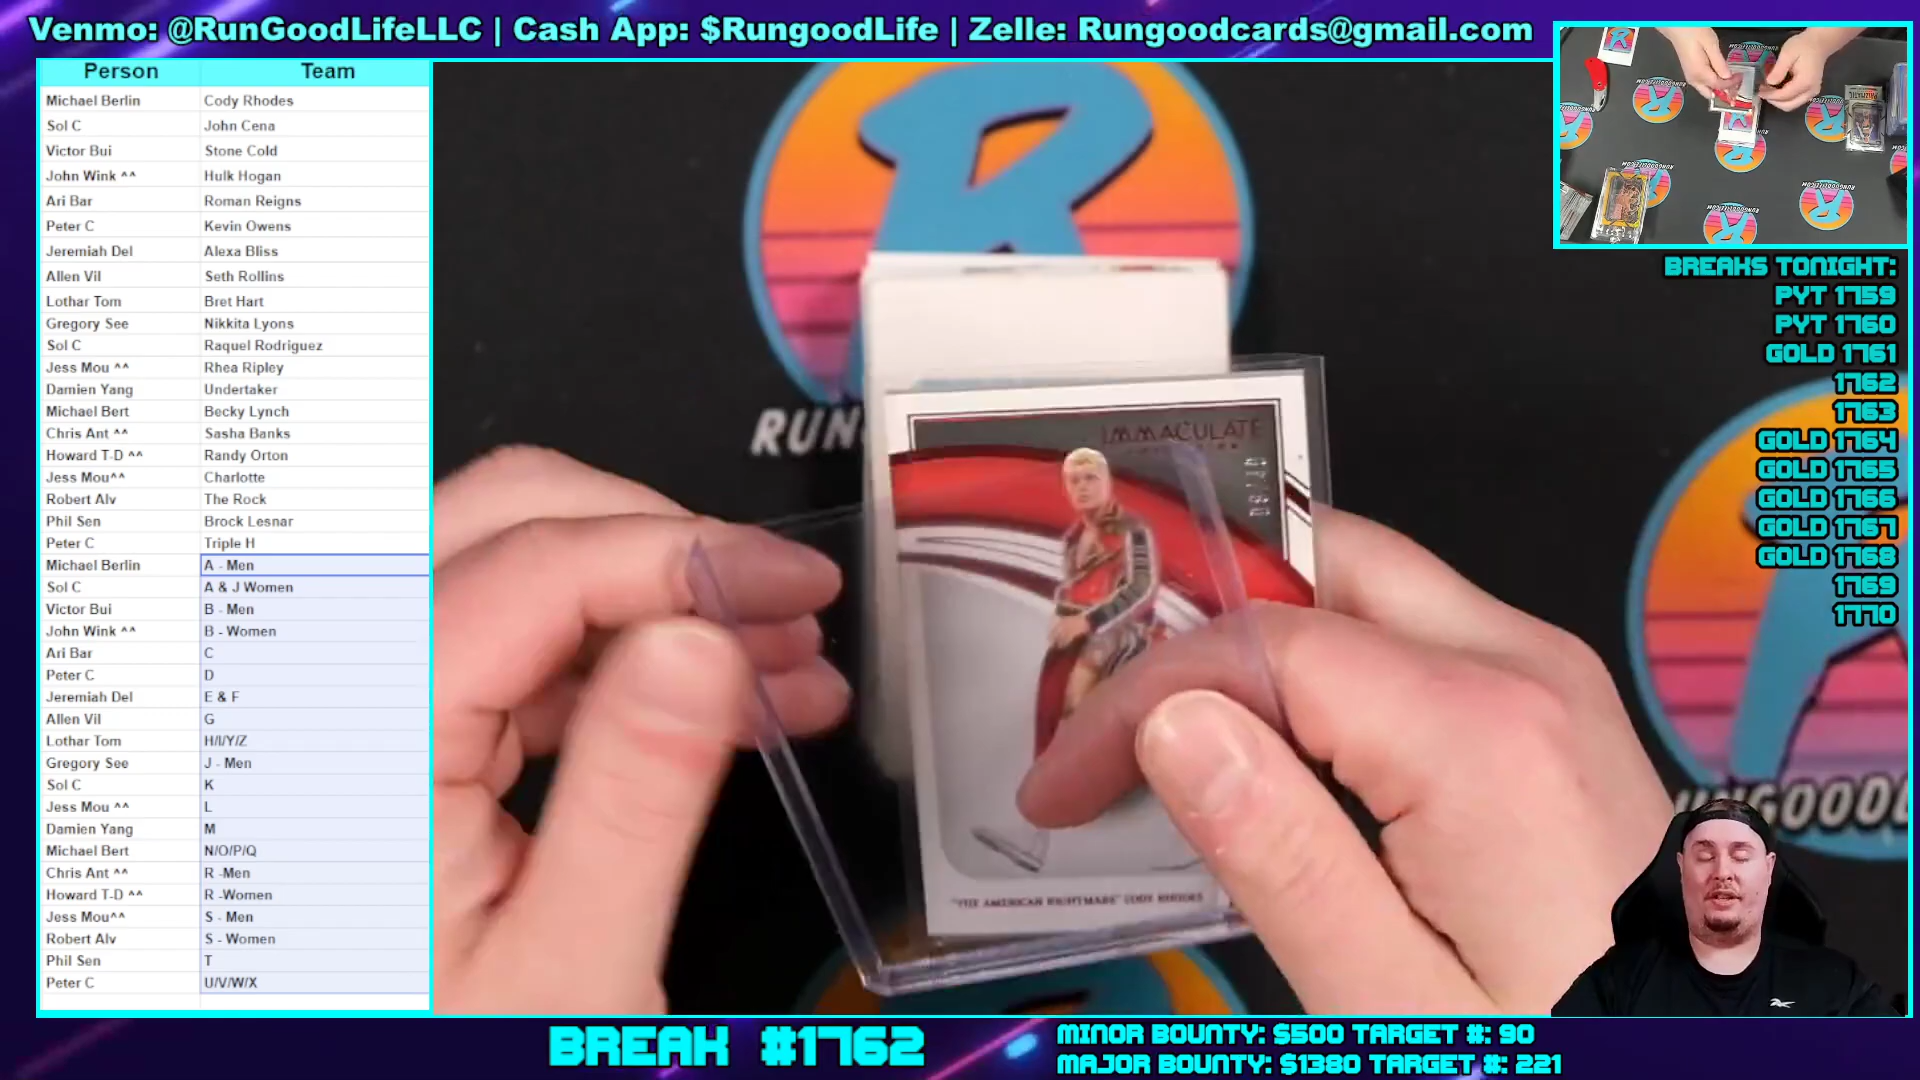 Venmo: @RunGoodLifeLLC | Cash App: $RungoodLife | Zelle: Rungoodcards@gmail.com
Person Team
Michael Berlin Cody Rhodes
Sol C John Cena
Victor Bui Stone Cold
John Wink ^^ Hulk Hogan
Ari Bar Roman Reigns
Peter C Kevin Owens
Jeremiah Del Alexa Bliss
Allen Vil Seth Rollins
Lothar Tom Bret Hart
Gregory See Nikkita Lyons
Sol C Raquel Rodriguez
Jess Mou ^^ Rhea Ripley
Damien Yang Undertaker
Michael Bert Becky Lynch
Chris Ant ^^ Sasha Banks
Howard T-D ^^ Randy Orton
Jess Mou^^ Charlotte
Robert Alv The Rock
Phil Sen Brock Lesnar
Peter C Triple H
Michael Berlin A - Men
Sol C A & J Women
Victor Bui B - Men
John Wink ^^ B - Women
Ari Bar C
Peter C D
Jeremiah Del E & F
Allen Vil G
Lothar Tom H/I/Y/Z
Gregory See J - Men
Sol C K
Jess Mou ^^ L
Damien Yang M
Michael Bert N/O/P/Q
Chris Ant ^^ R -Men
Howard T-D ^^ R -Women
Jess Mou^^ S - Men
Robert Alv S - Women
Phil Sen T
Peter C U/V/W/X
RUN
IMMACULATE
COLLECTION
"THE AMERICAN NIGHTMARE" CODY RHODES
BREAKS TONIGHT:
PYT 1759
PYT 1760
GOLD 1761
1762
1763
GOLD 1764
GOLD 1765
GOLD 1766
GOLD 1767
GOLD 1768
1769
1770
UNGOODL
BREAK #1762
MINOR BOUNTY: $500 TARGET #: 90
MAJOR BOUNTY: $1380 TARGET #: 221